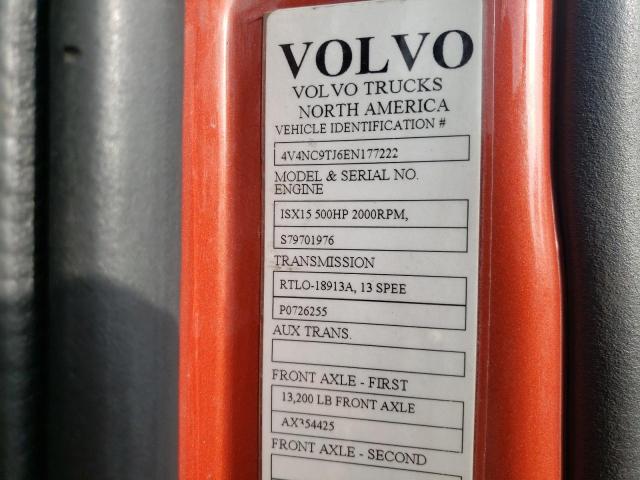 VOLVO
VOLVO TRUCKS
NORTH AMERICA
VEHICLE IDENTIFICATION #
4V4NC9TJ6EN177222
MODEL & SERIAL NO.
ENGINE
ISX15 500HP 2000RPM,
S79701976
TRANSMISSION
RTLO-18913A, 13 SPEE
P0726255
AUX TRANS.
FRONT AXLE - FIRST
13,200 LB FRONT AXLE
AX354425
FRONT AXLE - SECOND